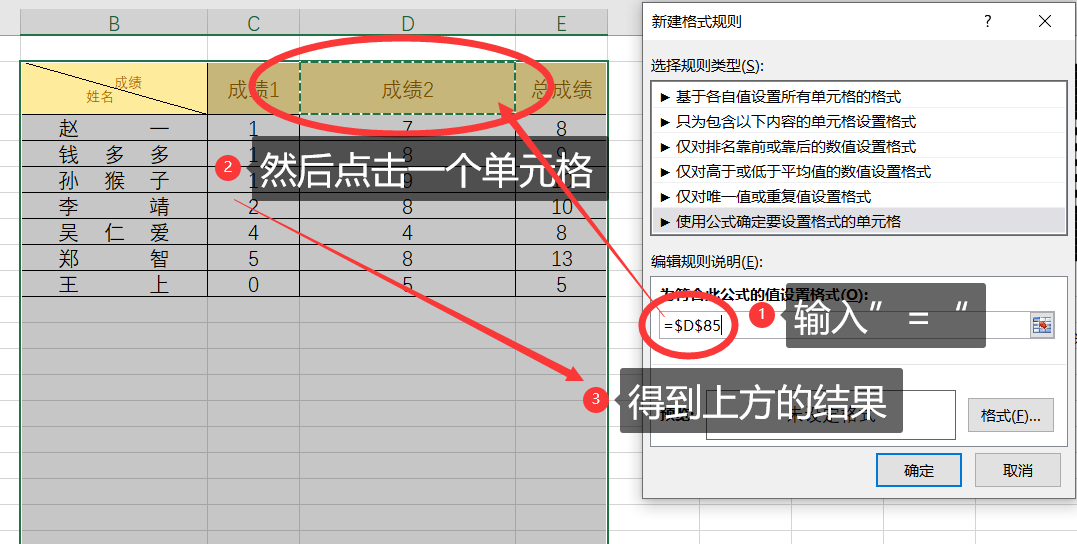 B C D E
成绩
姓名
成绩1 成绩2 总成绩
赵 一 1 7 8
钱 多 多 1 8 9
孙 猴 子 1 9
李 靖 2 8 10
吴 仁 爱 4 4 8
郑 智 5 8 13
王 上 0 5 5
2 然后点击一个单元格
新建格式规则 ? ×
选择规则类型(S):
► 基于各自值设置所有单元格的格式
► 只为包含以下内容的单元格设置格式
► 仅对排名靠前或靠后的数值设置格式
► 仅对高于或低于平均值的数值设置格式
► 仅对唯一值或重复值设置格式
► 使用公式确定要设置格式的单元格
编辑规则说明(E):
为符合此公式的值设置格式(O):
=$D$85
1 输入”=“
3 得到上方的结果
预览: 未设定格式
格式(F)...
确定 取消